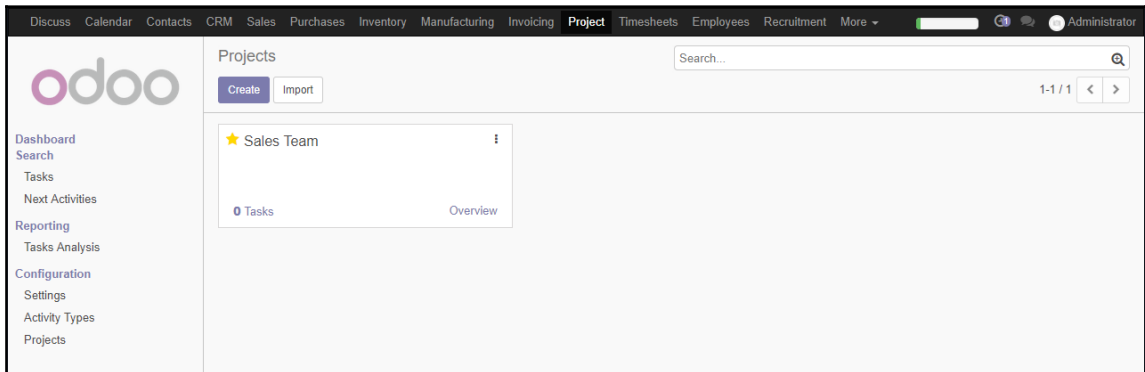 Discuss Calendar Contacts CRM Sales Purchases Inventory Manufacturing Invoicing Project Timesheets Employees Recruitment More 1 Administrator
odoo
Projects
Search...
Create Import
1-1 / 1
Dashboard
Search
Tasks
Next Activities
Reporting
Tasks Analysis
Configuration
Settings
Activity Types
Projects
Sales Team
0 Tasks Overview